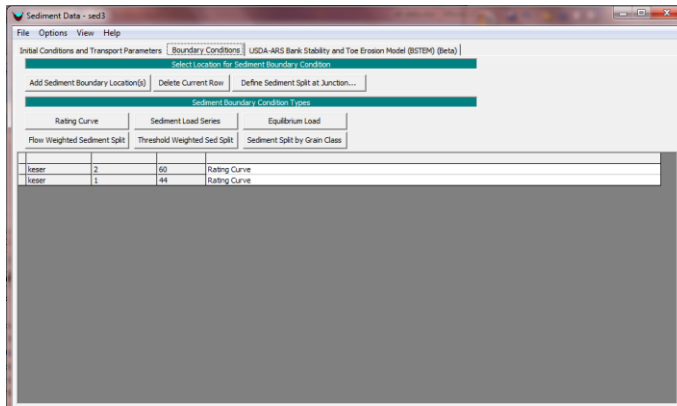 Sediment Data - sed3
File Options View Help
Initial Conditions and Transport Parameters Boundary Conditions USDA-ARS Bank Stability and Toe Erosion Model (BSTEM) (Beta)
Select Location for Sediment Boundary Condition
Add Sediment Boundary Location(s) Delete Current Row Define Sediment Split at Junction...
Sediment Boundary Condition Types
Rating Curve Sediment Load Series Equilibrium Load
Flow Weighted Sediment Split Threshold Weighted Sed Split Sediment Split by Grain Class
keser 2 60 Rating Curve
keser 1 44 Rating Curve